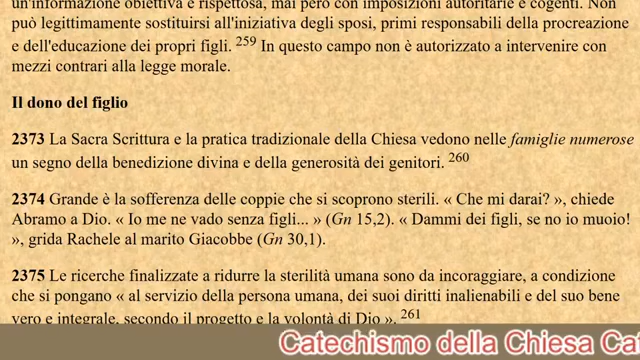 un'informazione obiettiva e rispettosa, mai però con imposizioni autoritarie e cogenti. Non
può legittimamente sostituirsi all'iniziativa degli sposi, primi responsabili della procreazione
e dell'educazione dei propri figli. 259 In questo campo non è autorizzato a intervenire con
mezzi contrari alla legge morale.
Il dono del figlio
2373 La Sacra Scrittura e la pratica tradizionale della Chiesa vedono nelle famiglie numerose
un segno della benedizione divina e della generosità dei genitori. 260
2374 Grande è la sofferenza delle coppie che si scoprono sterili. « Che mi darai? », chiede
Abramo a Dio. « Io me ne vado senza figli... » (Gn 15,2). « Dammi dei figli, se no io muoio!
», grida Rachele al marito Giacobbe (Gn 30,1).
2375 Le ricerche finalizzate a ridurre la sterilità umana sono da incoraggiare, a condizione
che si pongano « al servizio della persona umana, dei suoi diritti inalienabili e del suo bene
vero e integrale, secondo il progetto e la volontà di Dio ». 261
Catechismo della Chiesa Cat